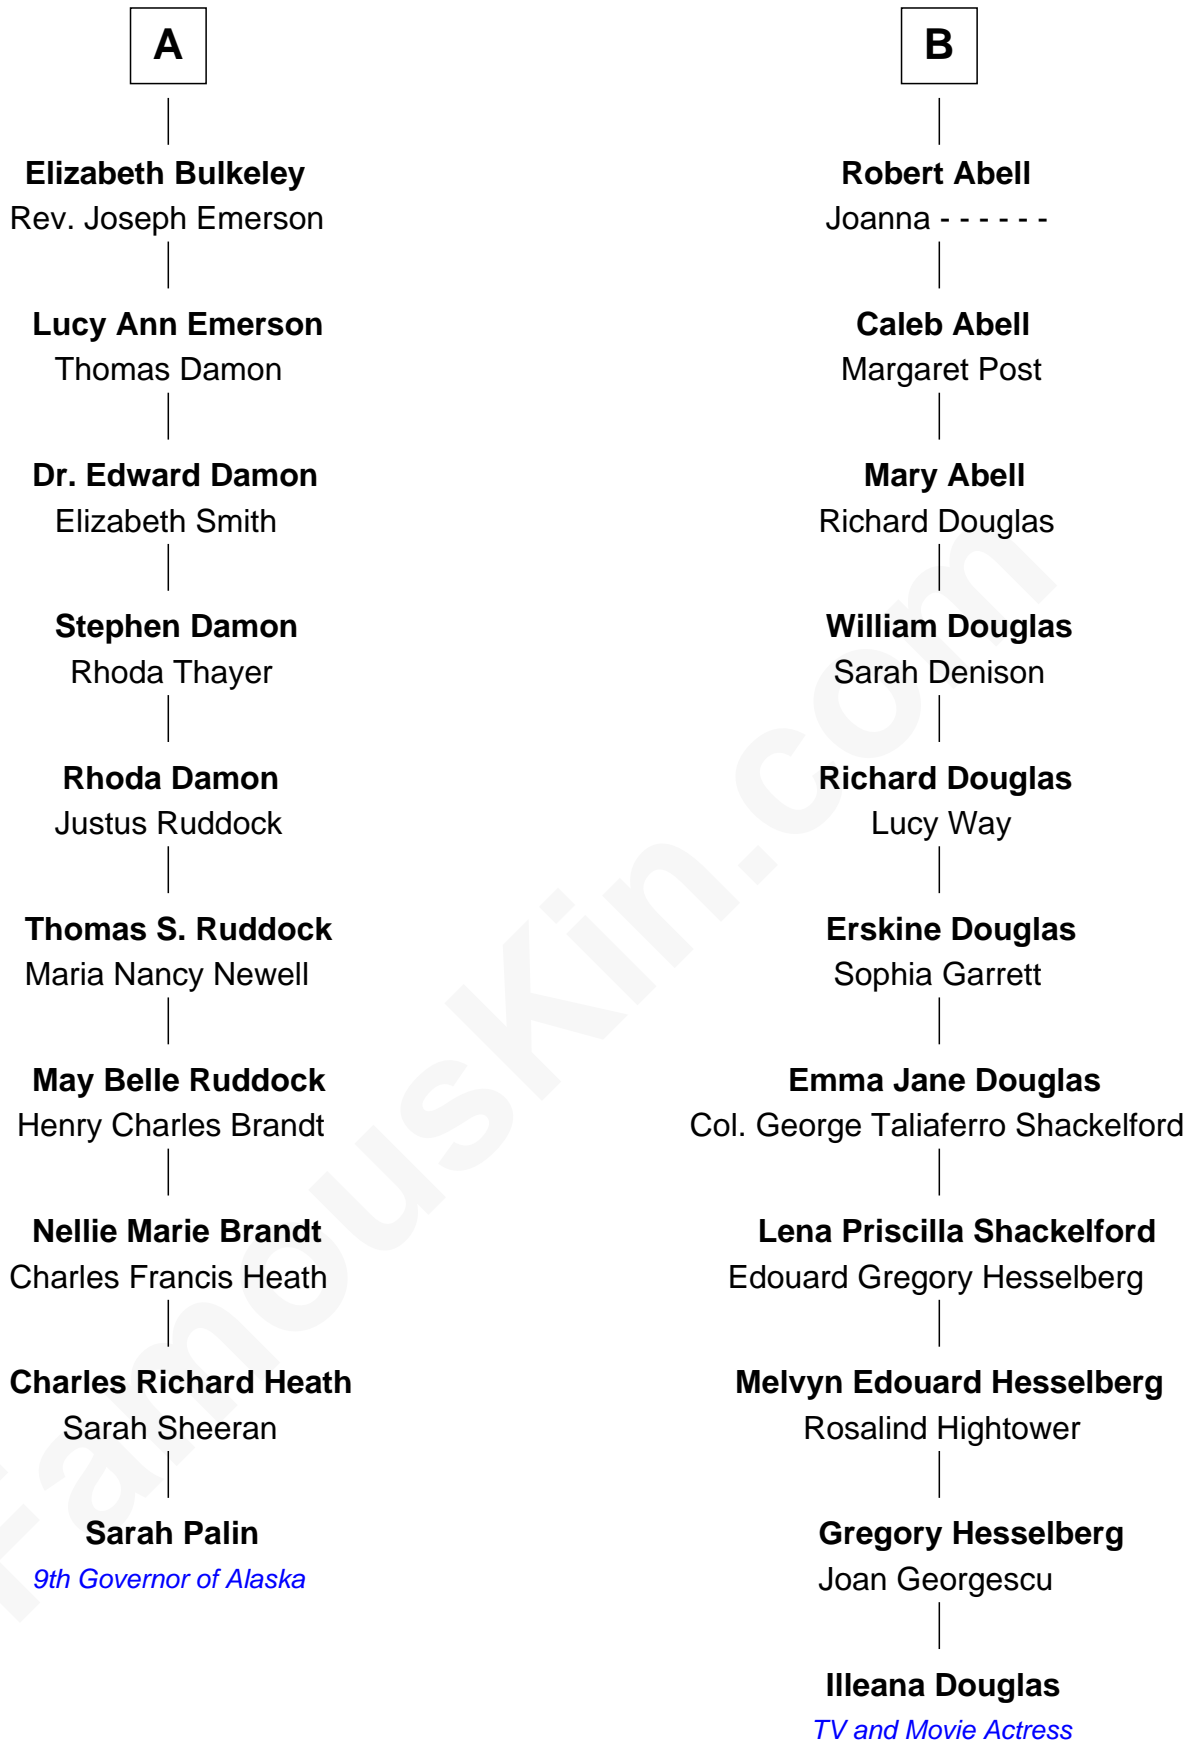 A
Elizabeth Bulkeley
Rev. Joseph Emerson
Lucy Ann Emerson
Thomas Damon
Dr. Edward Damon
Elizabeth Smith
Stephen Damon
Rhoda Thayer
Rhoda Damon
Justus Ruddock
Thomas S. Ruddock
Maria Nancy Newell
May Belle Ruddock
Henry Charles Brandt
Nellie Marie Brandt
Charles Francis Heath
Charles Richard Heath
Sarah Sheeran
Sarah Palin
9th Governor of Alaska
B
Robert Abell
Joanna - - - - - -
Caleb Abell
Margaret Post
Mary Abell
Richard Douglas
William Douglas
Sarah Denison
Richard Douglas
Lucy Way
Erskine Douglas
Sophia Garrett
Emma Jane Douglas
Col. George Taliaferro Shackelford
Lena Priscilla Shackelford
Edouard Gregory Hesselberg
Melvyn Edouard Hesselberg
Rosalind Hightower
Gregory Hesselberg
Joan Georgescu
Illeana Douglas
TV and Movie Actress
FamousKin.com